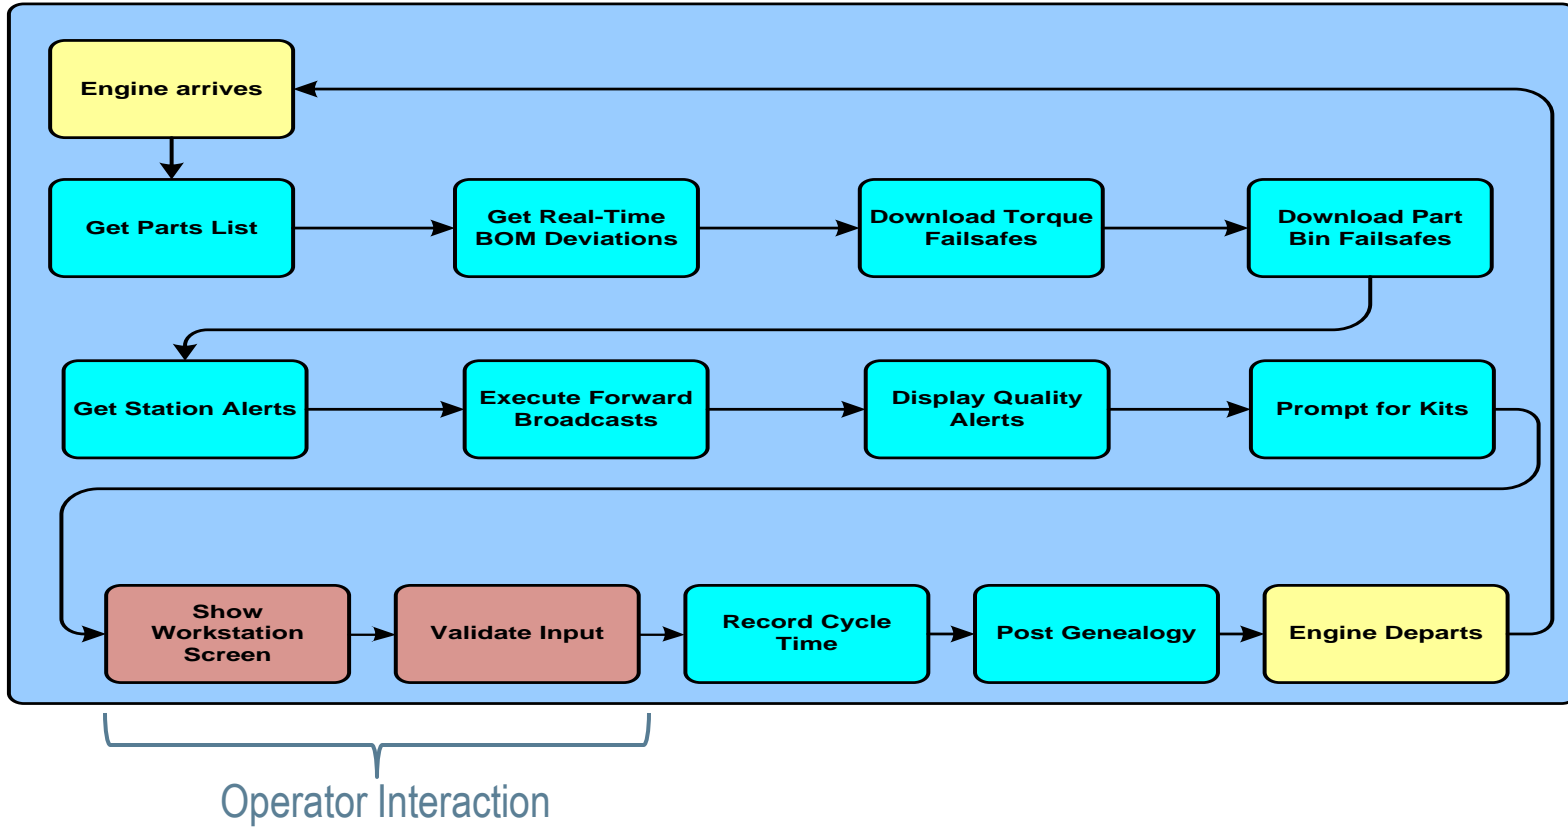 Engine arrives
Get Parts List
Get Real-Time
BOM Deviations
Download Torque
Failsafes
Download Part
Bin Failsafes
Get Station Alerts
Execute Forward
Broadcasts
Display Quality
Alerts
Prompt for Kits
Show
Workstation
Screen
Validate Input
Record Cycle
Time
Post Genealogy
Engine Departs
Operator Interaction